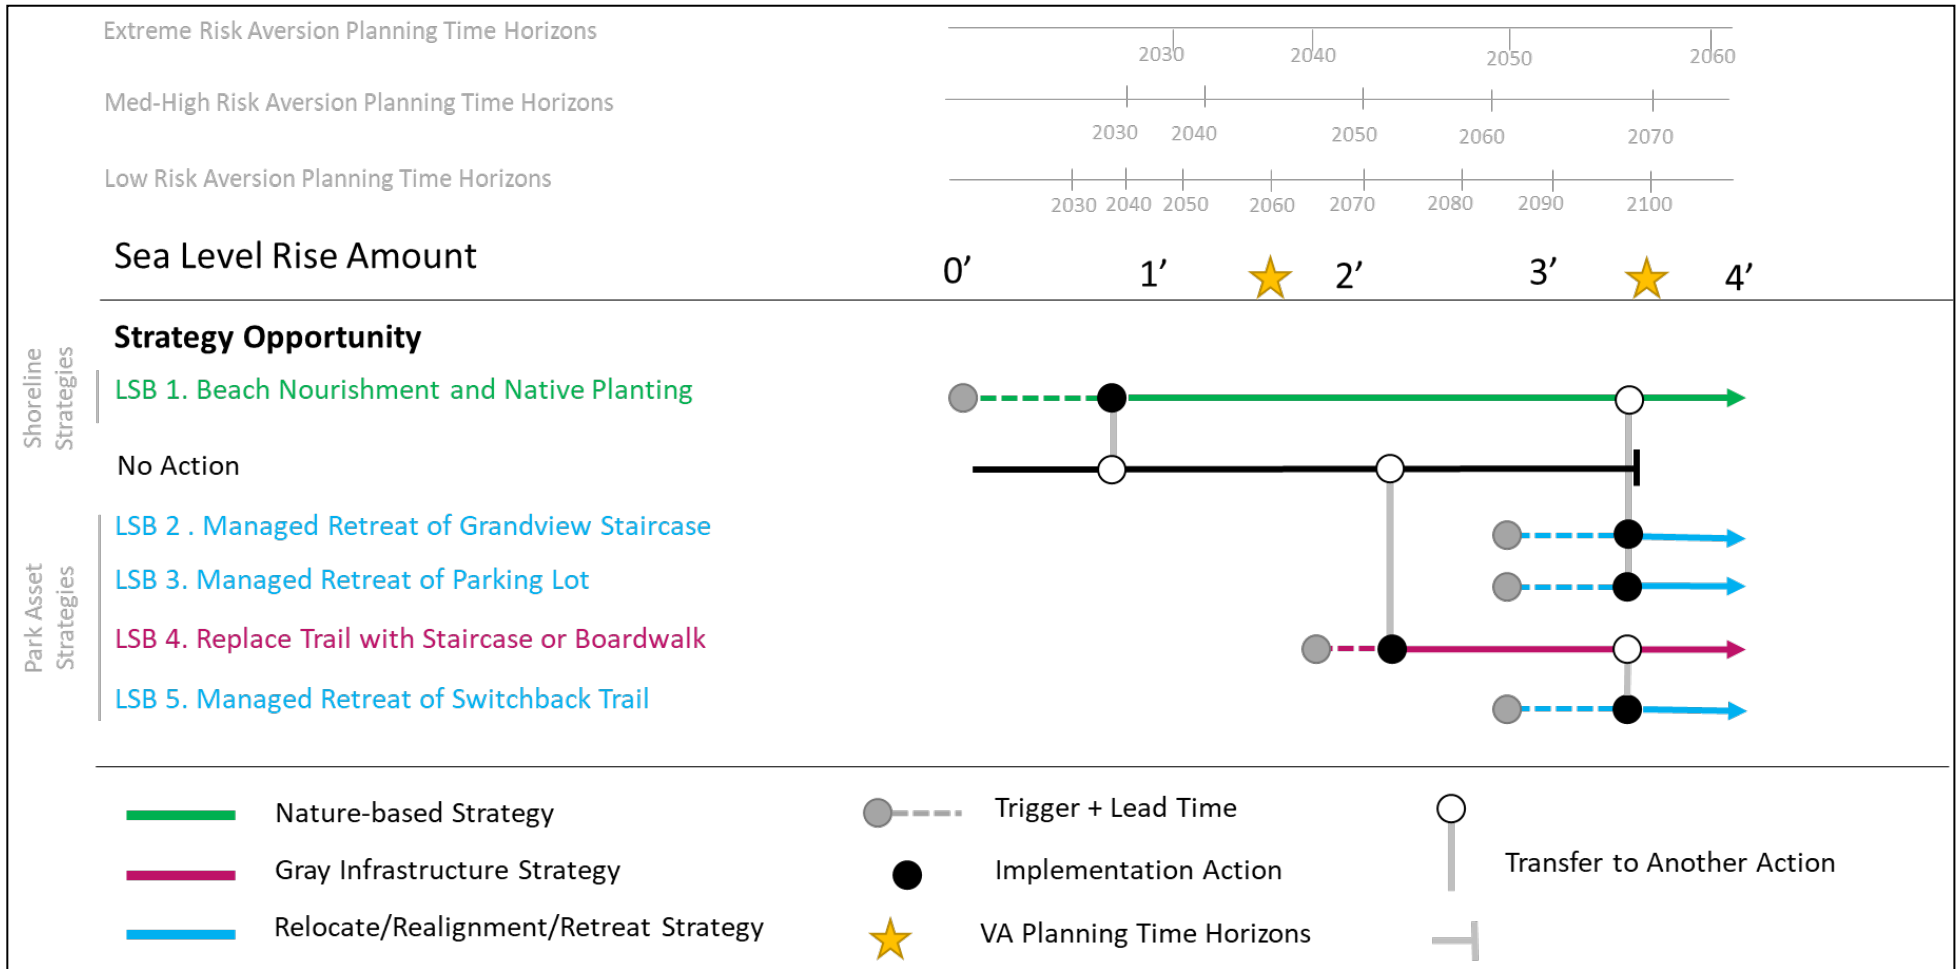 Extreme Risk Aversion Planning Time Horizons
2030 2040 2050 2060
Med-High Risk Aversion Planning Time Horizons
2030 2040 2050 2060 2070
Low Risk Aversion Planning Time Horizons
2030 2040 2050 2060 2070 2080 2090 2100
Sea Level Rise Amount
0’ 1’ 2’ 3’ 4’
Strategy Opportunity
Shoreline
Strategies
LSB 1. Beach Nourishment and Native Planting
No Action
Park Asset
Strategies
LSB 2 . Managed Retreat of Grandview Staircase
LSB 3. Managed Retreat of Parking Lot
LSB 4. Replace Trail with Staircase or Boardwalk
LSB 5. Managed Retreat of Switchback Trail
Nature-based Strategy
Gray Infrastructure Strategy
Relocate/Realignment/Retreat Strategy
Trigger + Lead Time
Implementation Action
VA Planning Time Horizons
Transfer to Another Action